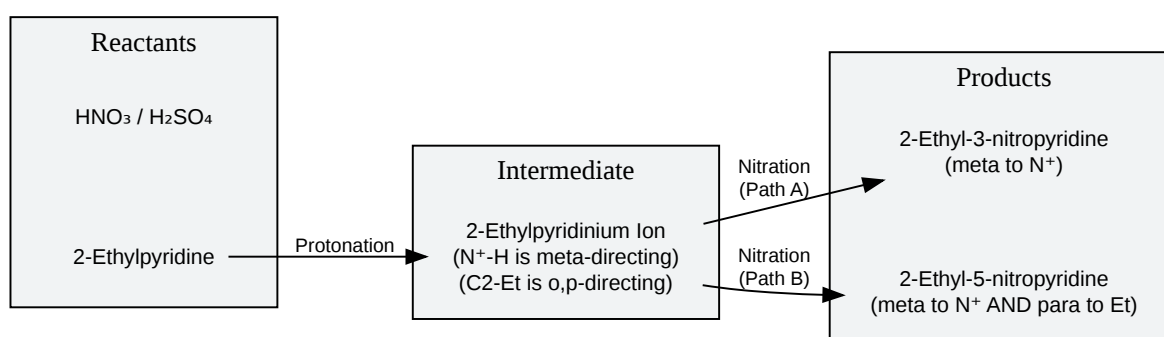 Reactants
HNO₃ / H₂SO₄
2-Ethylpyridine
Protonation
Intermediate
2-Ethylpyridinium Ion
(N⁺-H is meta-directing)
(C2-Et is o,p-directing)
Nitration
(Path A)
Nitration
(Path B)
Products
2-Ethyl-3-nitropyridine
(meta to N⁺)
2-Ethyl-5-nitropyridine
(meta to N⁺ AND para to Et)